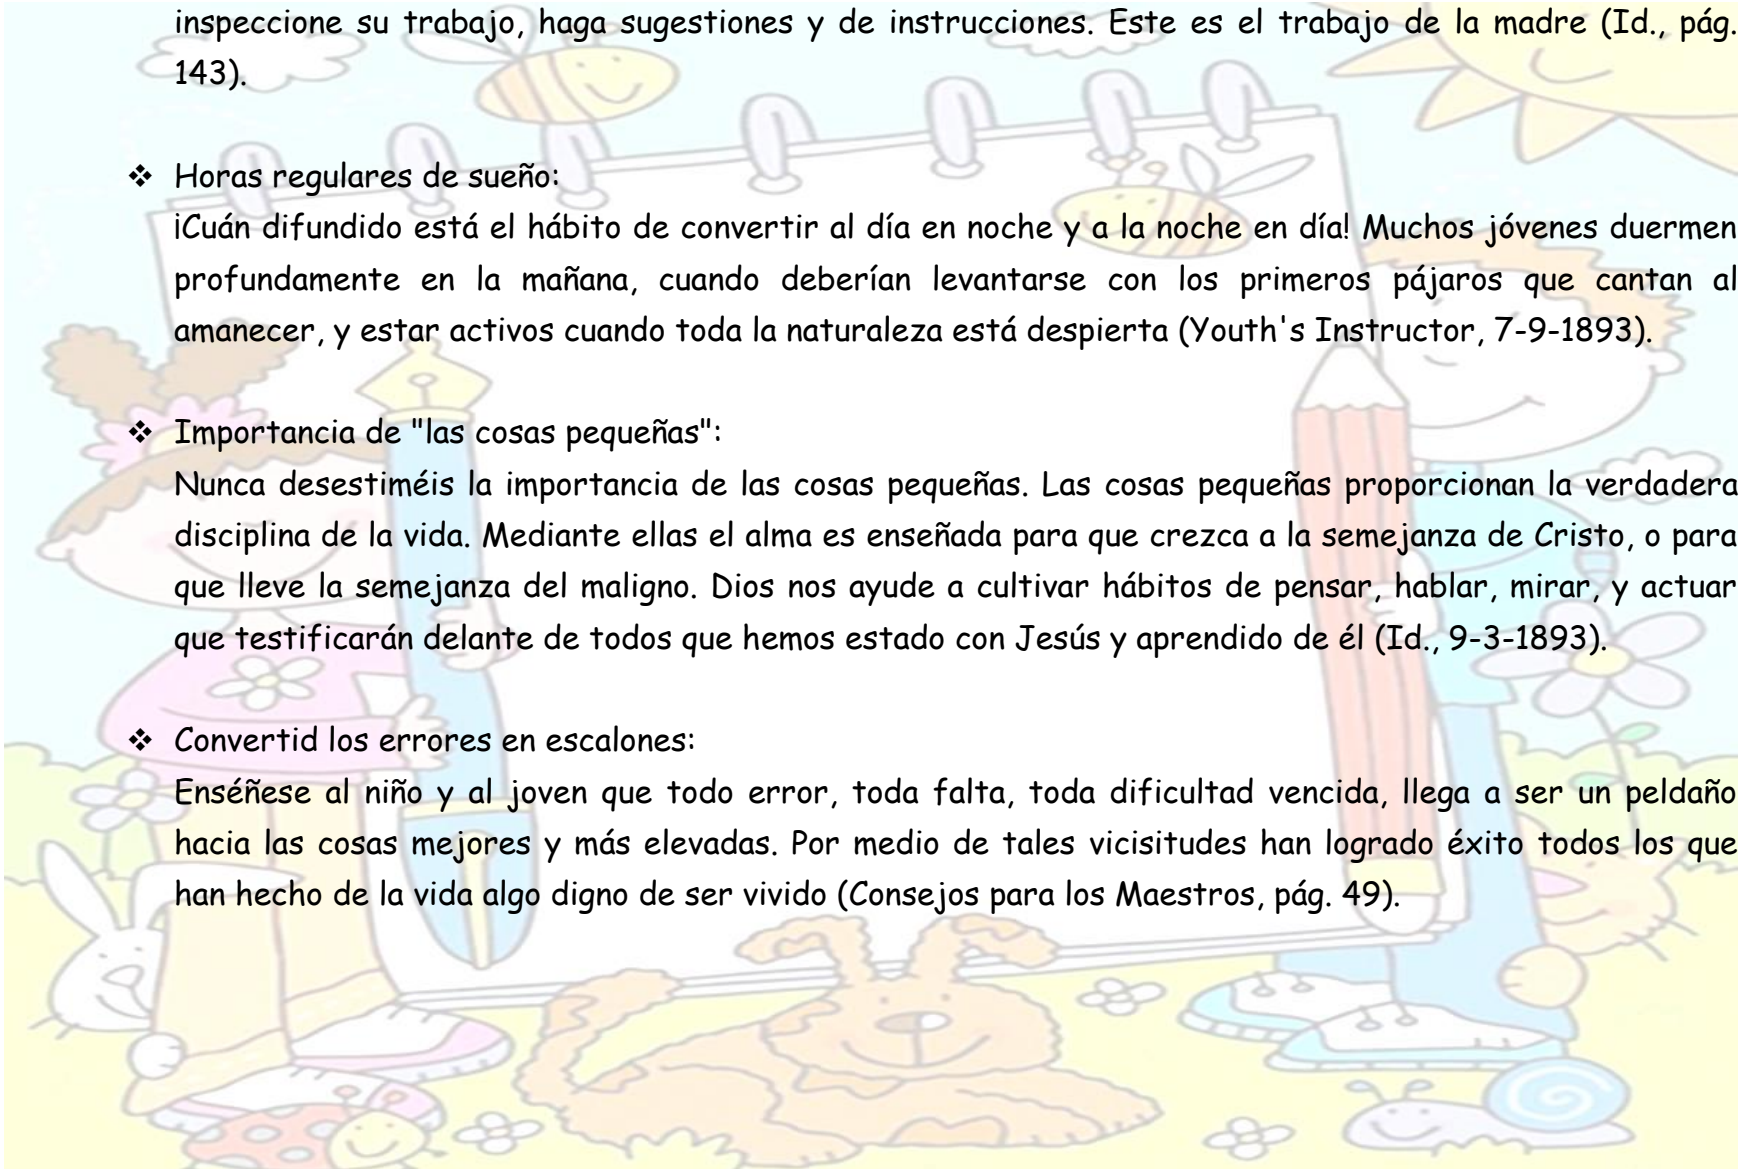 inspeccione su trabajo, haga sugestiones y de instrucciones. Este es el trabajo de la madre (Id., pág.
143).
❖ Horas regulares de sueño:
¡Cuán difundido está el hábito de convertir al día en noche y a la noche en día! Muchos jóvenes duermen
profundamente en la mañana, cuando deberían levantarse con los primeros pájaros que cantan al
amanecer, y estar activos cuando toda la naturaleza está despierta (Youth's Instructor, 7-9-1893).
❖ Importancia de "las cosas pequeñas":
Nunca desestiméis la importancia de las cosas pequeñas. Las cosas pequeñas proporcionan la verdadera
disciplina de la vida. Mediante ellas el alma es enseñada para que crezca a la semejanza de Cristo, o para
que lleve la semejanza del maligno. Dios nos ayude a cultivar hábitos de pensar, hablar, mirar, y actuar
que testificarán delante de todos que hemos estado con Jesús y aprendido de él (Id., 9-3-1893).
❖ Convertid los errores en escalones:
Enséñese al niño y al joven que todo error, toda falta, toda dificultad vencida, llega a ser un peldaño
hacia las cosas mejores y más elevadas. Por medio de tales vicisitudes han logrado éxito todos los que
han hecho de la vida algo digno de ser vivido (Consejos para los Maestros, pág. 49).